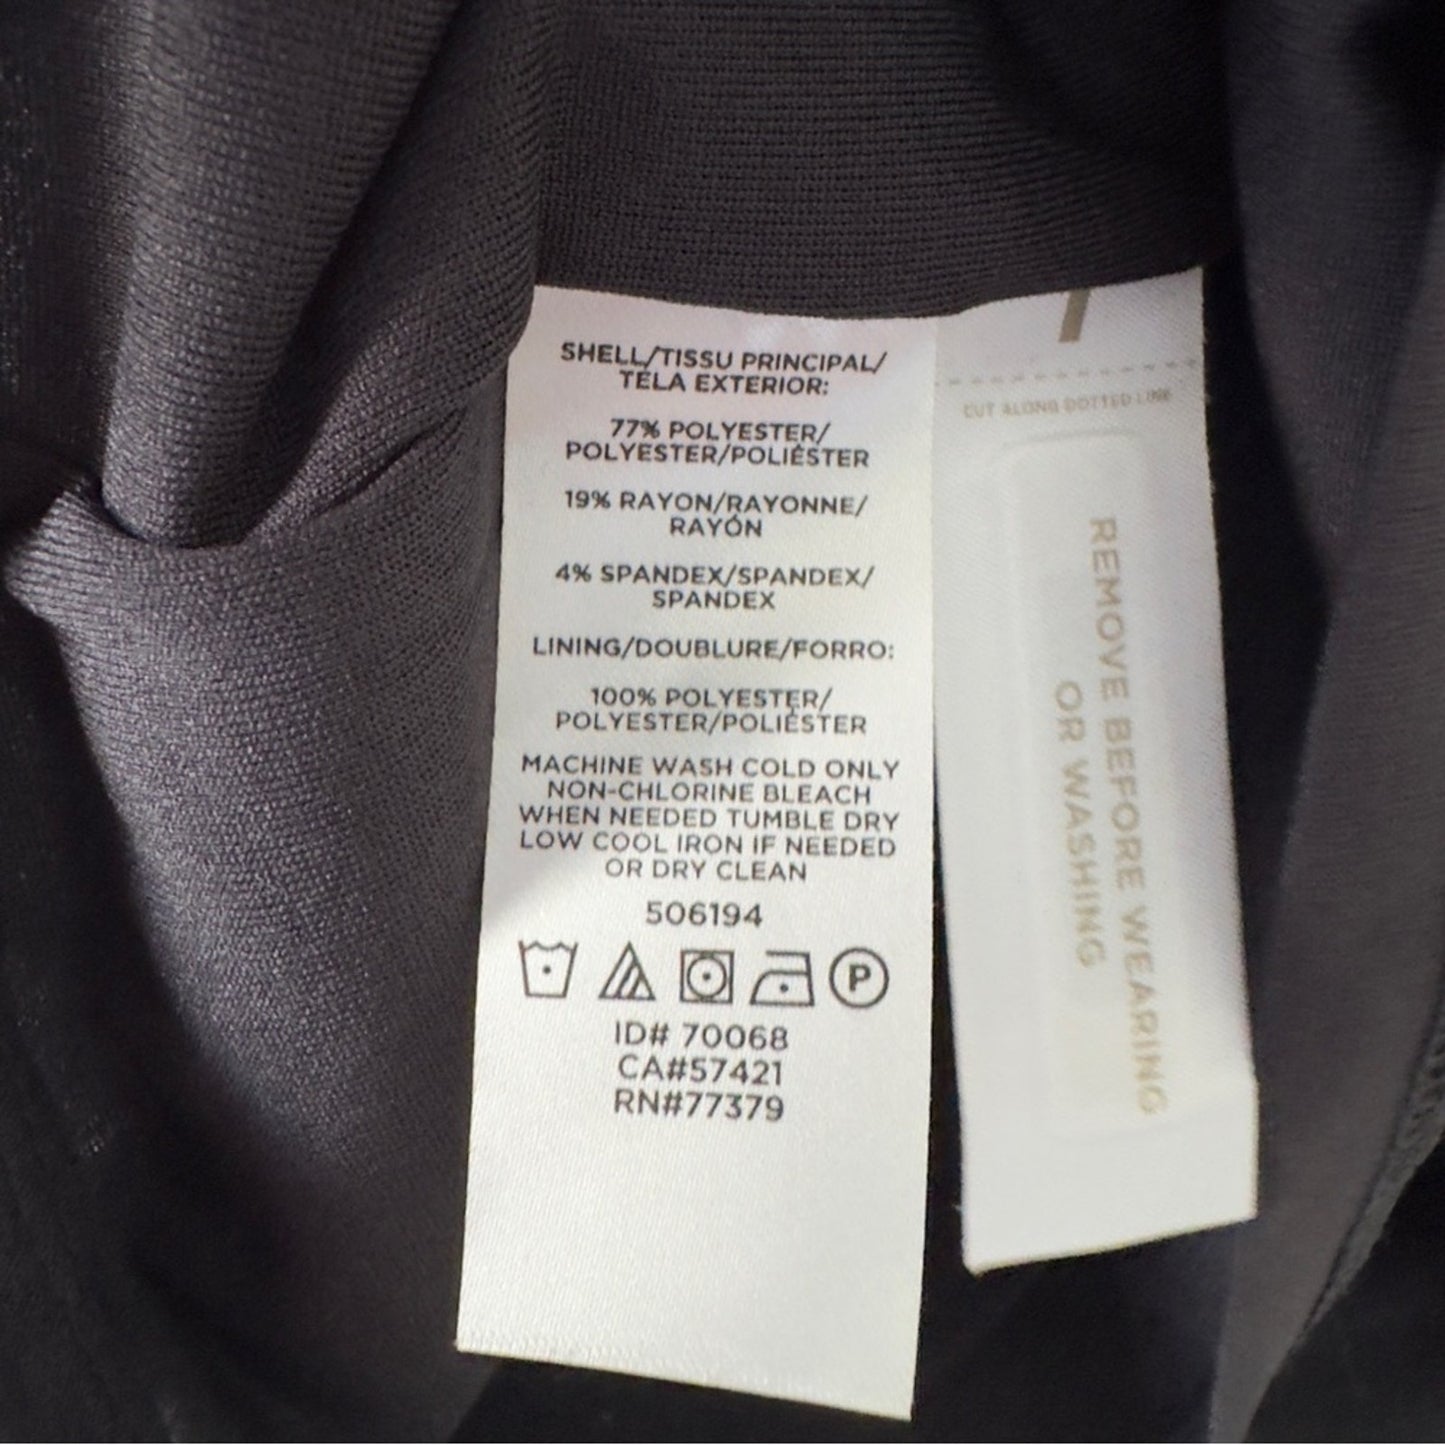 SHELL/TISSU PRINCIPAL/
TELA EXTERIOR:
77% POLYESTER/
POLYESTER/POLIÉSTER
19% RAYON/RAYONNE/
RAYÓN
4% SPANDEX/SPANDEX/
SPANDEX
LINING/DOUBLURE/FORRO:
100% POLYESTER/
POLYESTER/POLIÉSTER
MACHINE WASH COLD ONLY
NON-CHLORINE BLEACH
WHEN NEEDED TUMBLE DRY
LOW COOL IRON IF NEEDED
OR DRY CLEAN
506194
P
ID# 70068
CA#57421
RN#77379
CUT ALONG DOTTED LINE
REMOVE BEFORE WEARING
OR WASHING